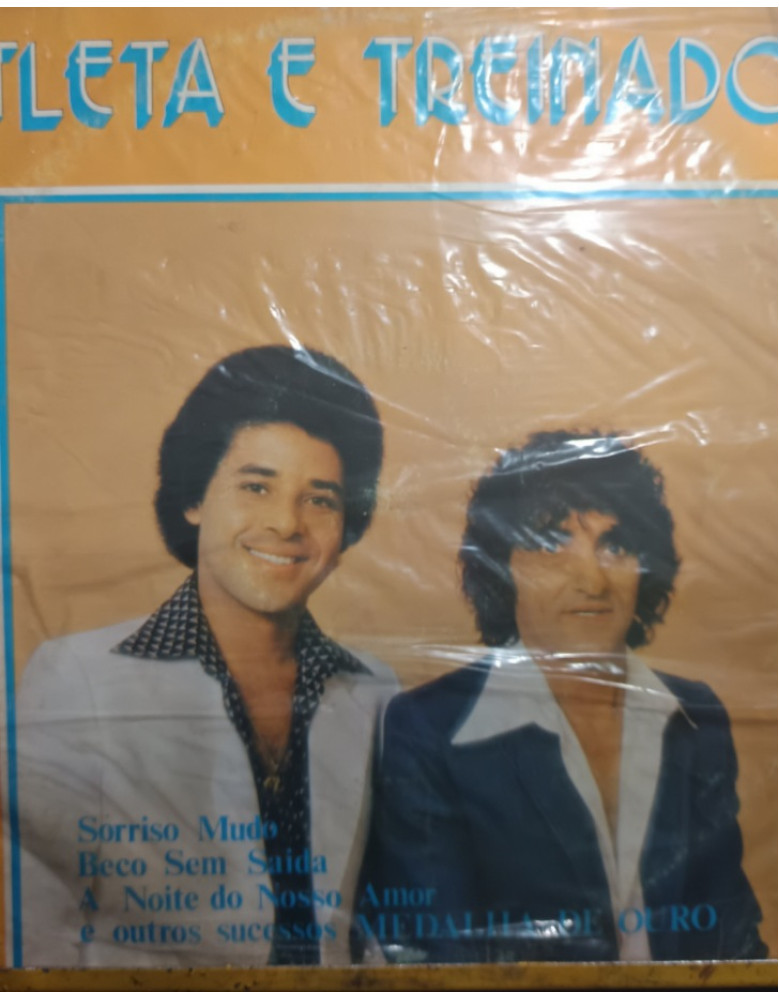 TLETA E TREINADO
Sorriso Mudo
Beco Sem Saida
A Noite do Nosso Amor
e outros sucessos MEDALHA DE OURO